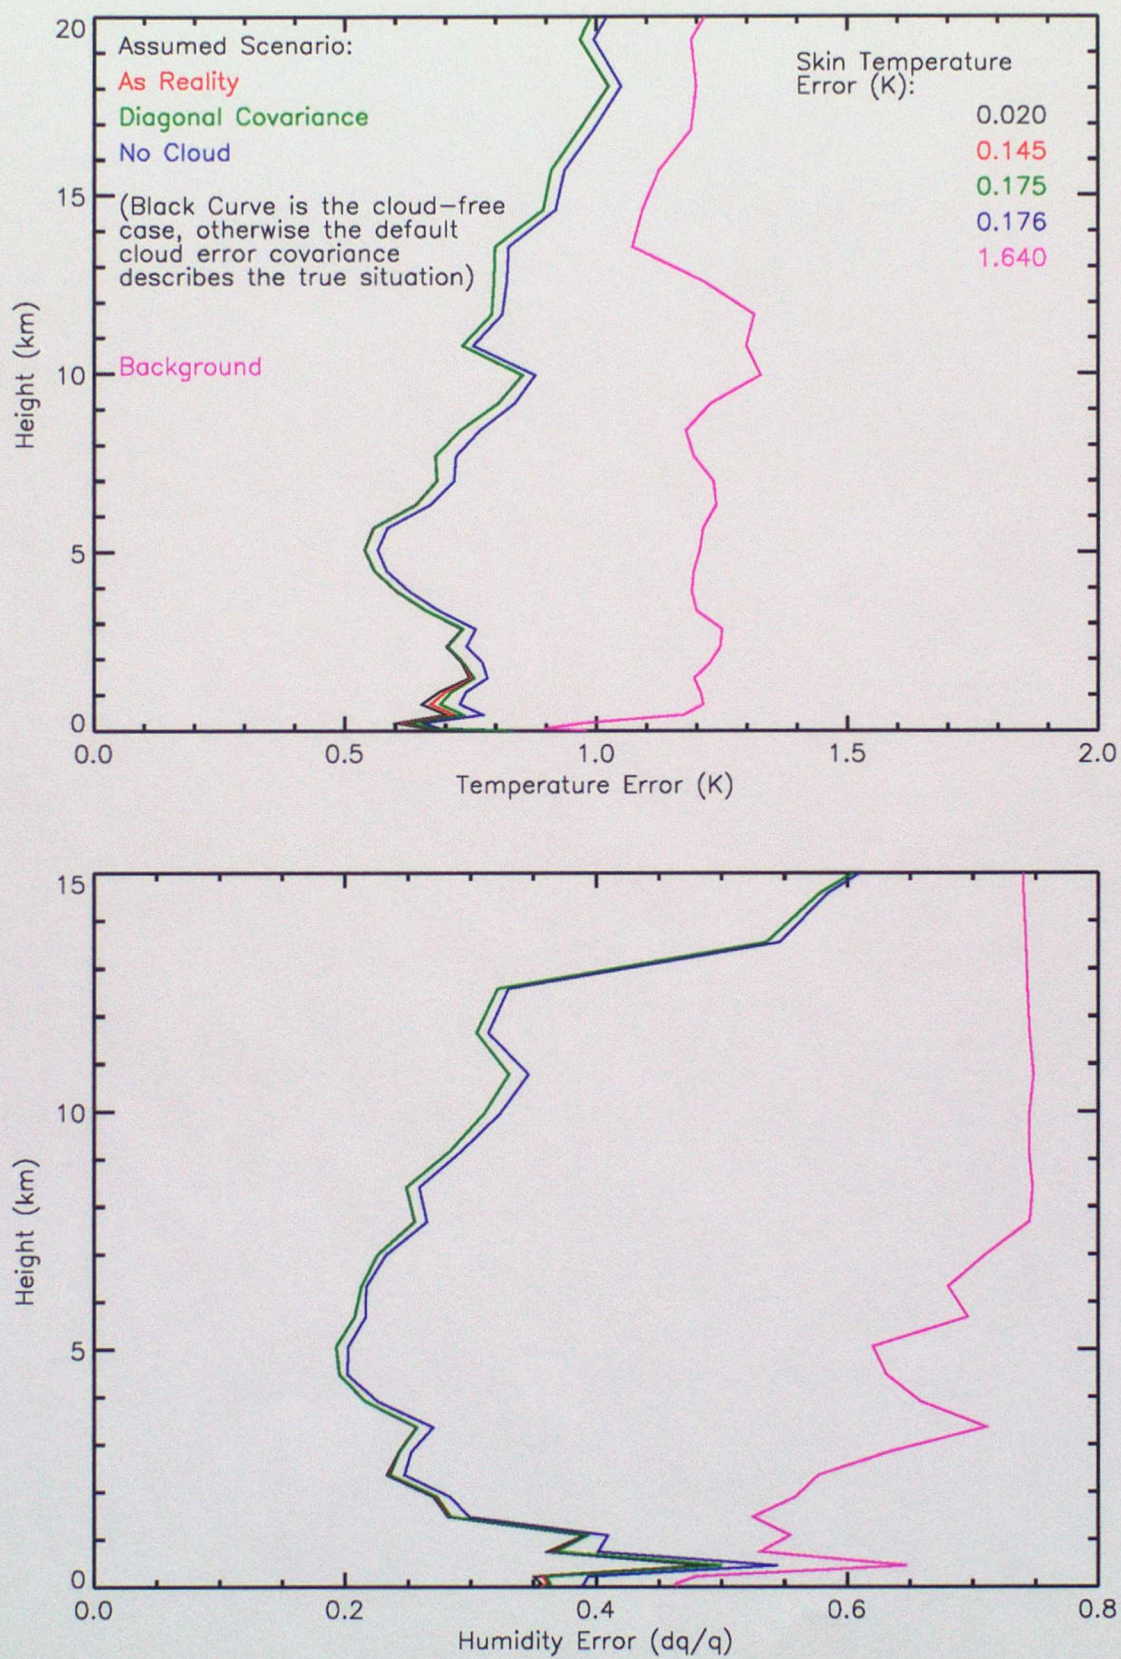 Assumed Scenario:
As Reality
Diagonal Covariance
No Cloud
(Black Curve is the cloud-free
case, otherwise the default
cloud error covariance
describes the true situation)
Background
Skin Temperature
Error (K):
0.020
0.145
0.175
0.176
1.640
20
15
10
5
0
Height (km)
0.0 0.5 1.0 1.5 2.0
Temperature Error (K)
15
10
5
0
Height (km)
0.0 0.2 0.4 0.6 0.8
Humidity Error (dq/q)